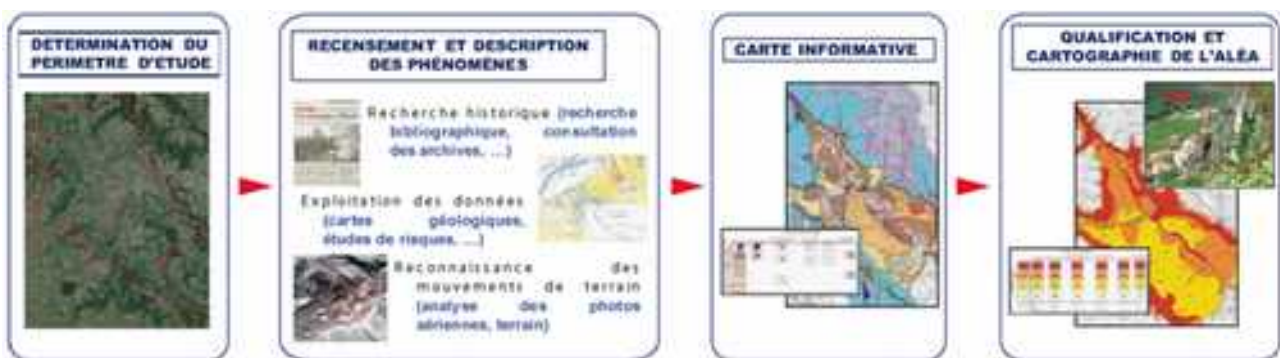 DETERMINATION DU
PERIMETRE D'ETUDE
RECENSEMENT ET DESCRIPTION
DES PHÉNOMÈNES
Recherche historique (recherche
bibliographique, consultation
des archives, ...)
Exploitation des données
(cartes géologiques,
études de risques, ...)
Reconnaissance des
mouvements de terrain
(analyse des photos
aériennes, terrain)
CARTE INFORMATIVE
QUALIFICATION ET
CARTOGRAPHIE DE L'ALÉA